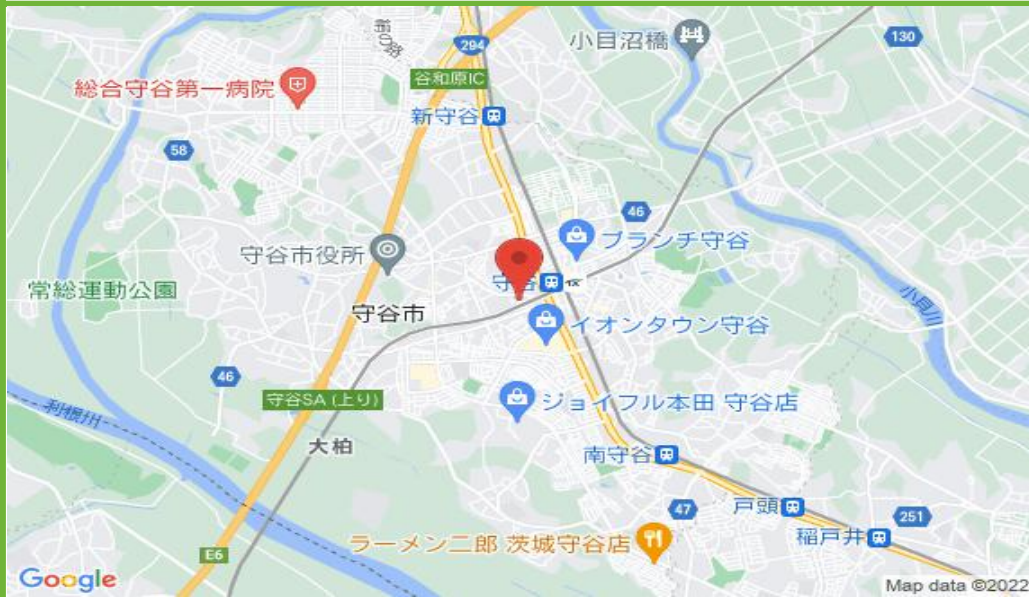 294
小目沼橋
130
谷和原IC
総合守谷第一病院
新守谷
58
46
ブランチ守谷
守谷市役所
常総運動公園
守谷
守谷市
イオンタウン守谷
小貝川
46
守谷SA (上り)
ジョイフル本田 守谷店
利根川
大柏
南守谷
47
戸頭
251
稲戸井
E6
ラーメン二郎 茨城守谷店
Google
Map data ©2022